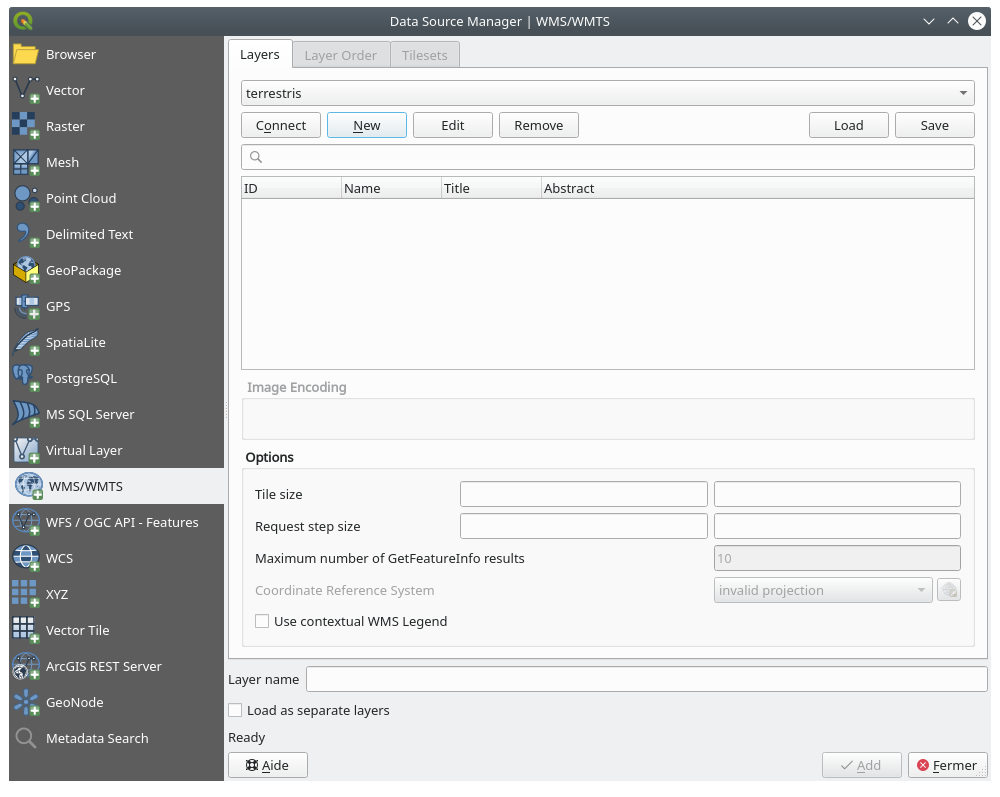 Data Source Manager | WMS/WMTS
Browser
Vector
Raster
Mesh
Point Cloud
Delimited Text
GeoPackage
GPS
SpatiaLite
PostgreSQL
MS SQL Server
Virtual Layer
WMS/WMTS
WFS / OGC API - Features
WCS
XYZ
Vector Tile
ArcGIS REST Server
GeoNode
Metadata Search
Layers Layer Order Tilesets
terrestris
Connect New Edit Remove Load Save
ID Name Title Abstract
Image Encoding
Options
Tile size
Request step size
Maximum number of GetFeatureInfo results 10
Coordinate Reference System invalid projection
Use contextual WMS Legend
Layer name
Load as separate layers
Ready
Aide Add Fermer